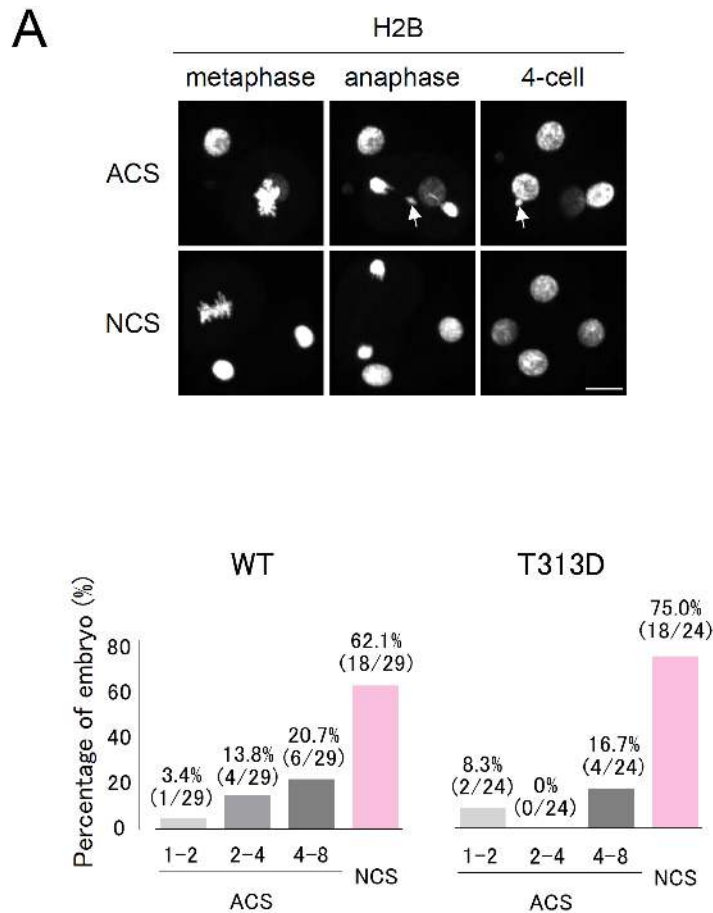 A
H2B
metaphase anaphase 4-cell
ACS
NCS
WT
T313D
Percentage of embryo (%)
80
60
40
20
0
3.4%
(1/29)
13.8%
(4/29)
20.7%
(6/29)
62.1%
(18/29)
8.3%
(2/24)
0%
(0/24)
16.7%
(4/24)
75.0%
(18/24)
1-2 2-4 4-8 NCS
ACS
1-2 2-4 4-8 NCS
ACS